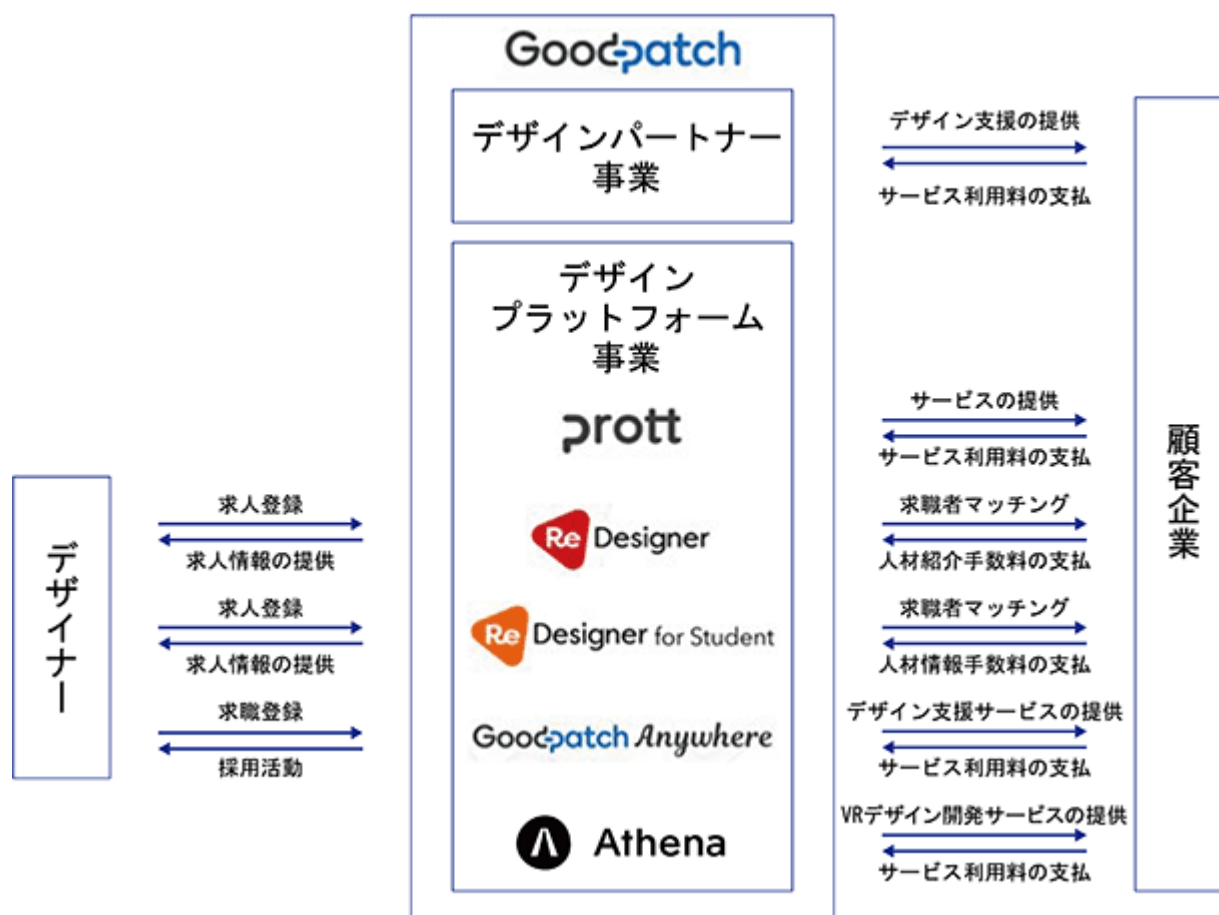 Goodpatch
デザインパートナー
事業
デザイン支援の提供
サービス利用料の支払
デザイン
プラットフォーム
事業
prott
サービスの提供
サービス利用料の支払
顧客企業
デザイナー
求人登録
求人情報の提供
Re Designer
求職者マッチング
人材紹介手数料の支払
求人登録
求人情報の提供
Re Designer for Student
求職者マッチング
人材情報手数料の支払
求職登録
採用活動
Goodpatch Anywhere
デザイン支援サービスの提供
サービス利用料の支払
Athena
VRデザイン開発サービスの提供
サービス利用料の支払